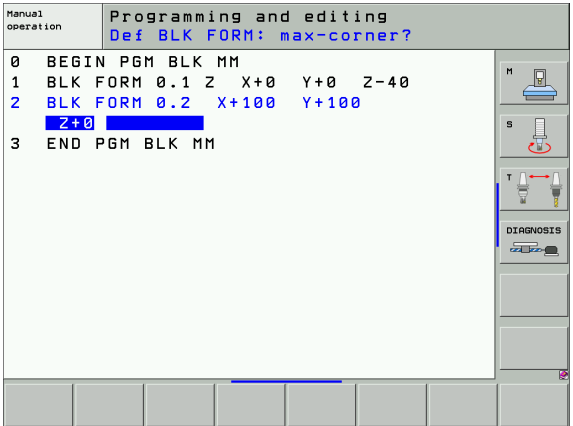 Manual
operation
Programming and editing
Def BLK FORM: max-corner?
0 BEGIN PGM BLK MM
1 BLK FORM 0.1 Z X+0 Y+0 Z-40
2 BLK FORM 0.2 X+100 Y+100
Z+0
3 END PGM BLK MM
M
S
T
DIAGNOSIS